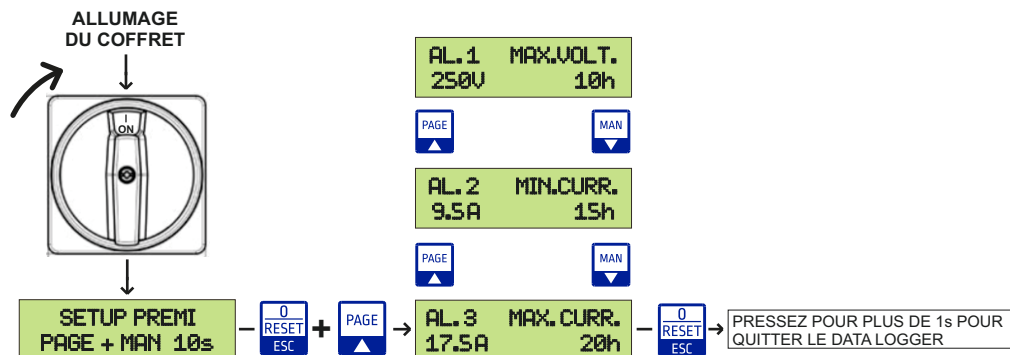 ALLUMAGE
DU COFFRET
I
ON
SETUP PREMI
PAGE + MAN 10s
0
RESET
ESC
+
PAGE
AL.1 MAX.VOLT.
250V 10h
PAGE
MAN
AL.2 MIN.CURR.
9.5A 15h
PAGE
MAN
AL.3 MAX.CURR.
17.5A 20h
0
RESET
ESC
PRESSEZ POUR PLUS DE 1s POUR
QUITTER LE DATA LOGGER